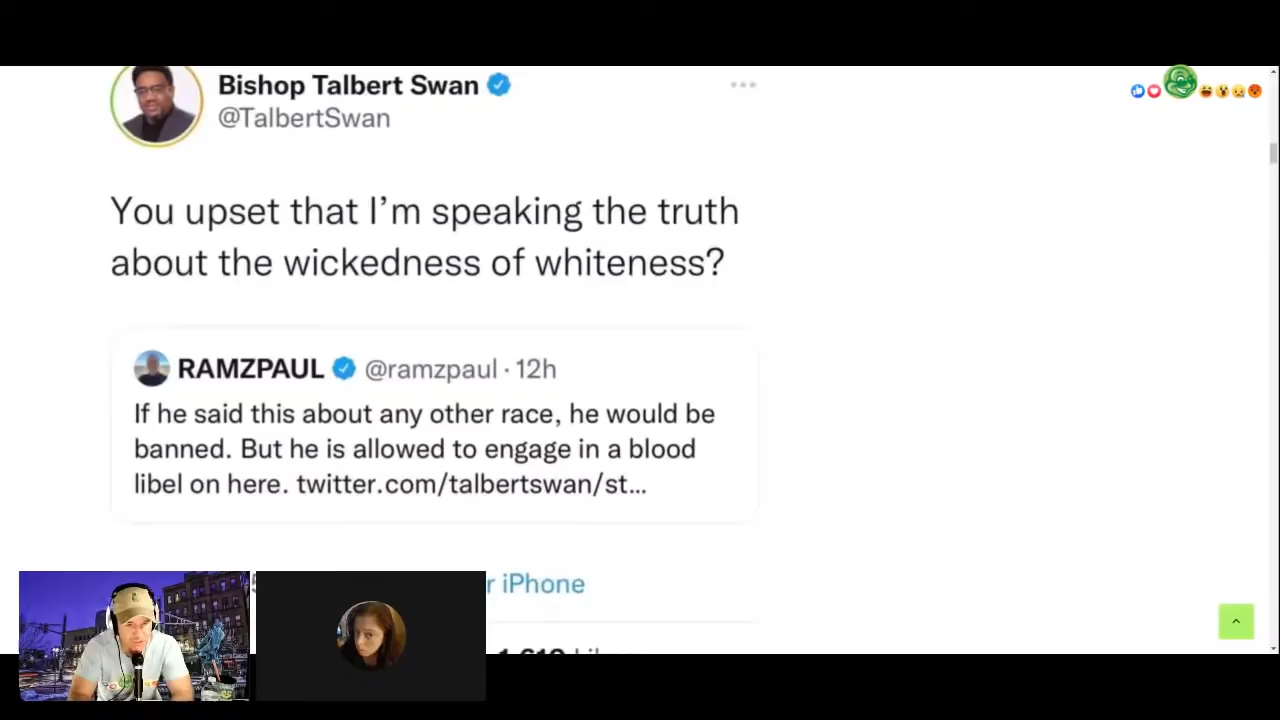 Bishop Talbert Swan
@TalbertSwan
You upset that I'm speaking the truth
about the wickedness of whiteness?
RAMZPAUL @ramzpaul · 12h
If he said this about any other race, he would be
banned. But he is allowed to engage in a blood
libel on here. twitter.com/talbertswan/st...
r iPhone